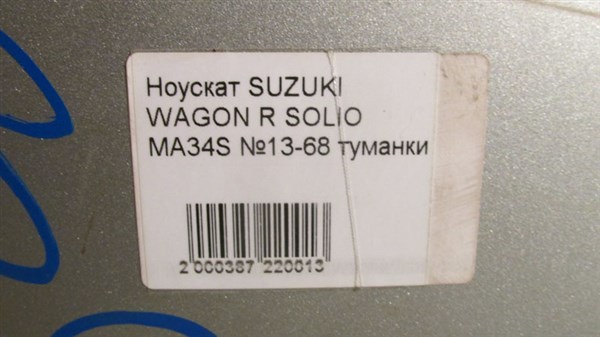 Ноускат SUZUKI
WAGON R SOLIO
MA34S №13-68 туманки
2 000387 220013